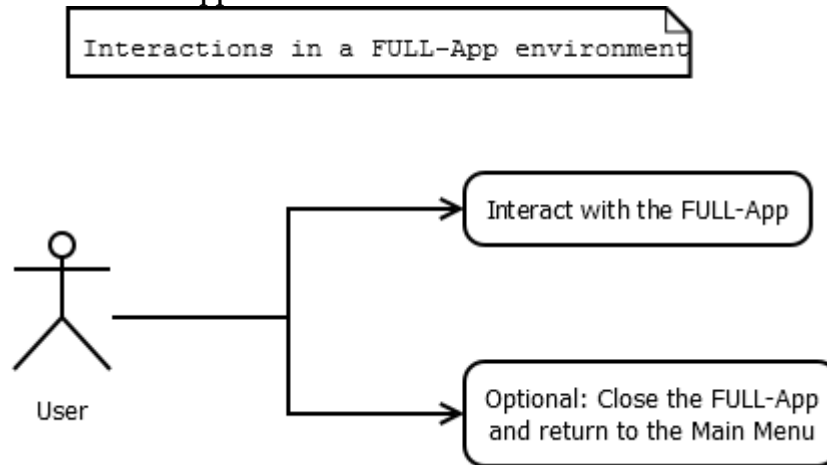 Interactions in a FULL-App environment
Interact with the FULL-App
User
Optional: Close the FULL-App
and return to the Main Menu